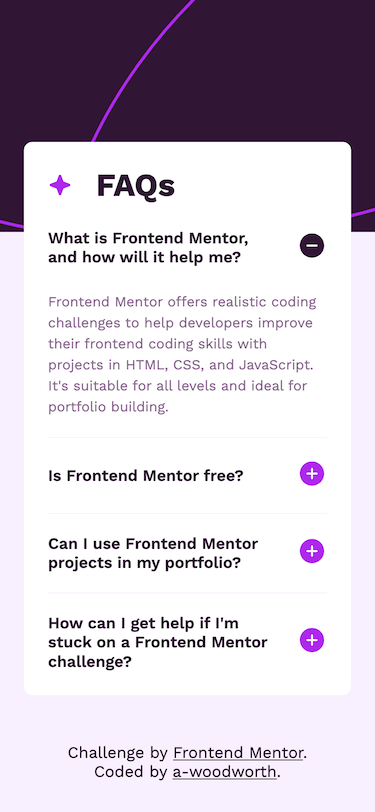 FAQs
What is Frontend Mentor,
and how will it help me?
Frontend Mentor offers realistic coding
challenges to help developers improve
their frontend coding skills with
projects in HTML, CSS, and JavaScript.
It's suitable for all levels and ideal for
portfolio building.
Is Frontend Mentor free?
Can I use Frontend Mentor
projects in my portfolio?
How can I get help if I'm
stuck on a Frontend Mentor
challenge?
Challenge by Frontend Mentor.
Coded by a-woodworth.